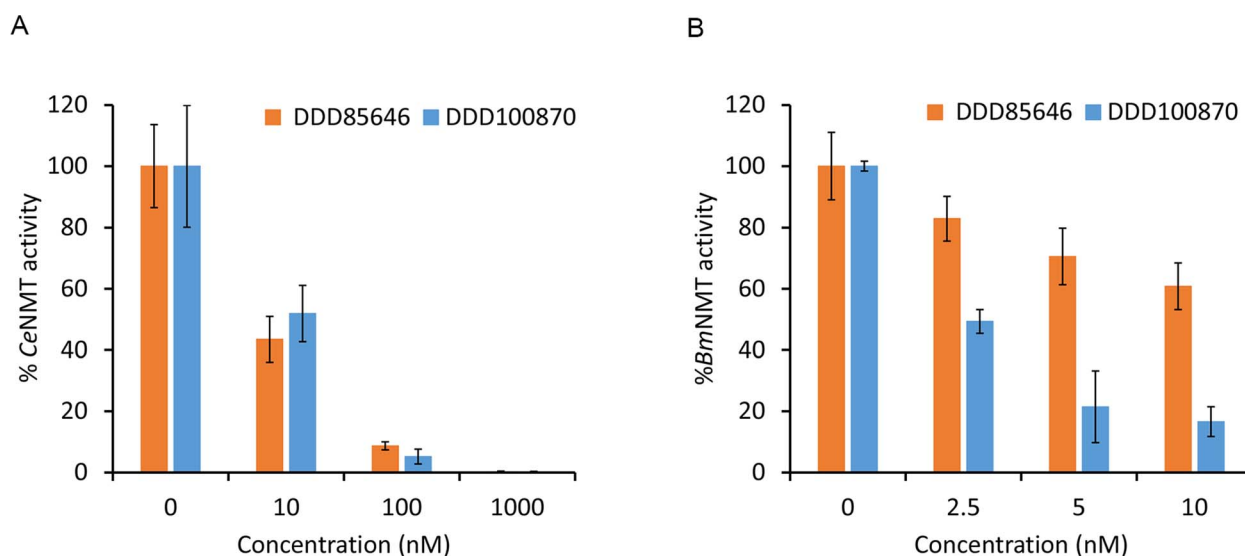 A
B
DDD85646 DDD100870
120
100
80
60
40
20
0
% CeNMT activity
0 10 100 1000
Concentration (nM)
DDD85646 DDD100870
120
100
80
60
40
20
0
%BmNMT activity
0 2.5 5 10
Concentration (nM)